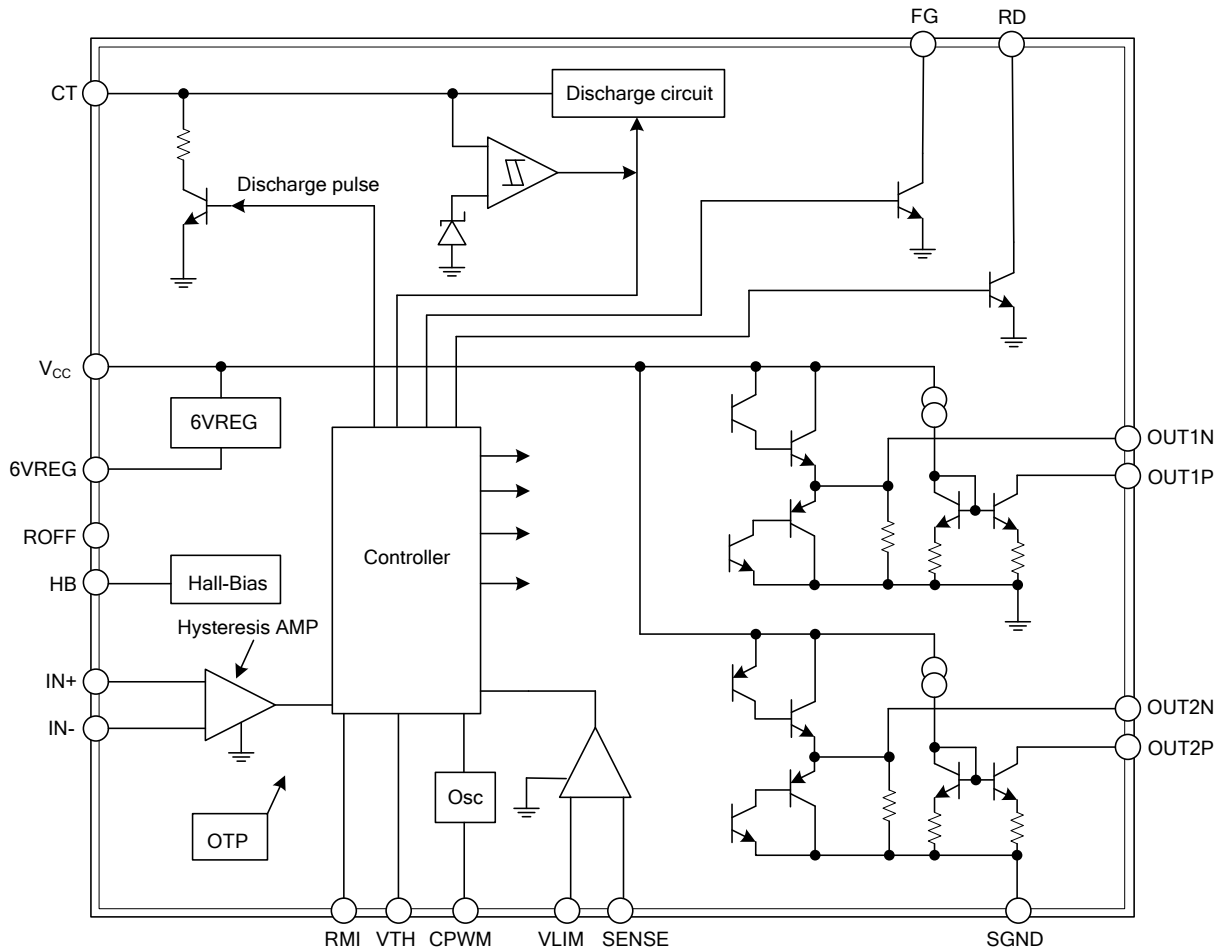 FG
RD
CT
Discharge circuit
Discharge pulse
VCC
6VREG
6VREG
OUT1N
OUT1P
ROFF
Controller
HB
Hall-Bias
Hysteresis AMP
IN+
IN-
OUT2N
OUT2P
Osc
OTP
RMI
VTH
CPWM
VLIM
SENSE
SGND